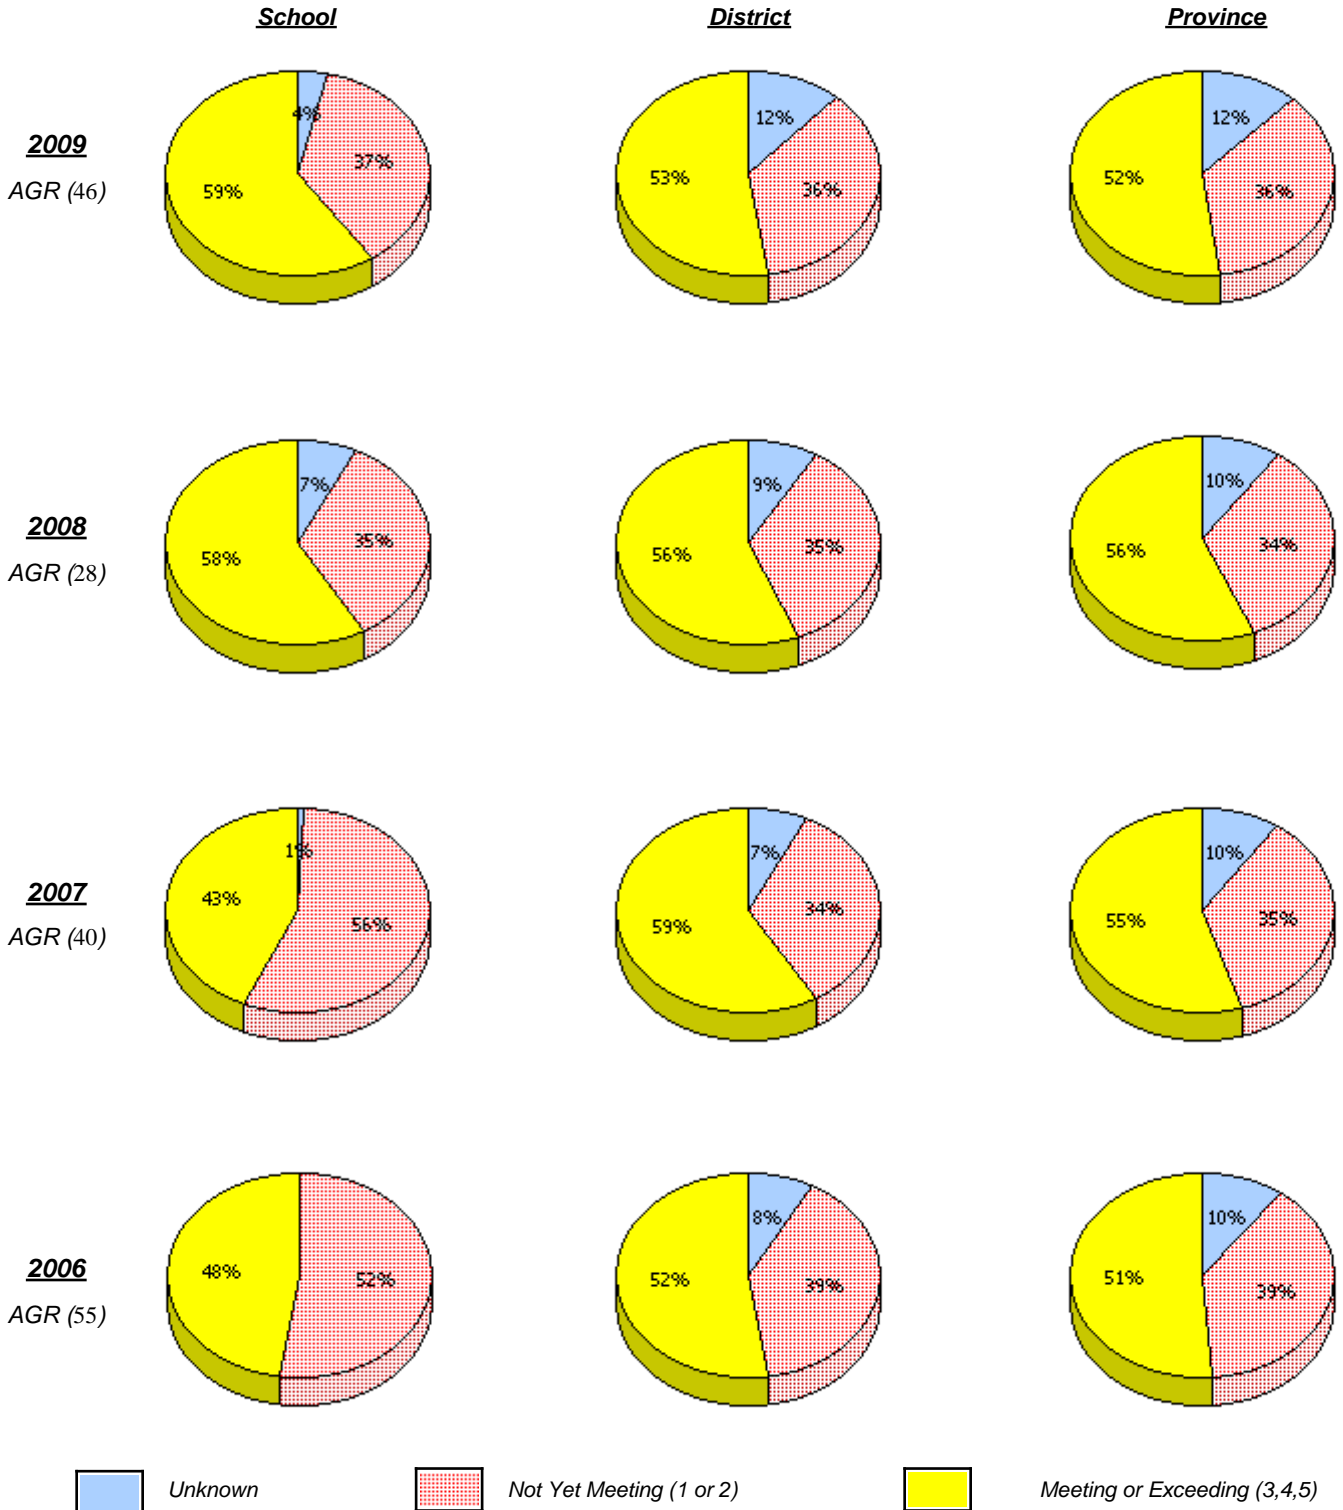 School District Province
2009
AGR (46)
4% 37% 59%
12% 36% 53%
12% 36% 52%
2008
AGR (28)
7% 35% 58%
9% 35% 56%
10% 34% 56%
2007
AGR (40)
1% 56% 43%
7% 34% 59%
10% 35% 55%
2006
AGR (55)
52% 48%
8% 39% 52%
10% 39% 51%
Unknown Not Yet Meeting (1 or 2) Meeting or Exceeding (3,4,5)